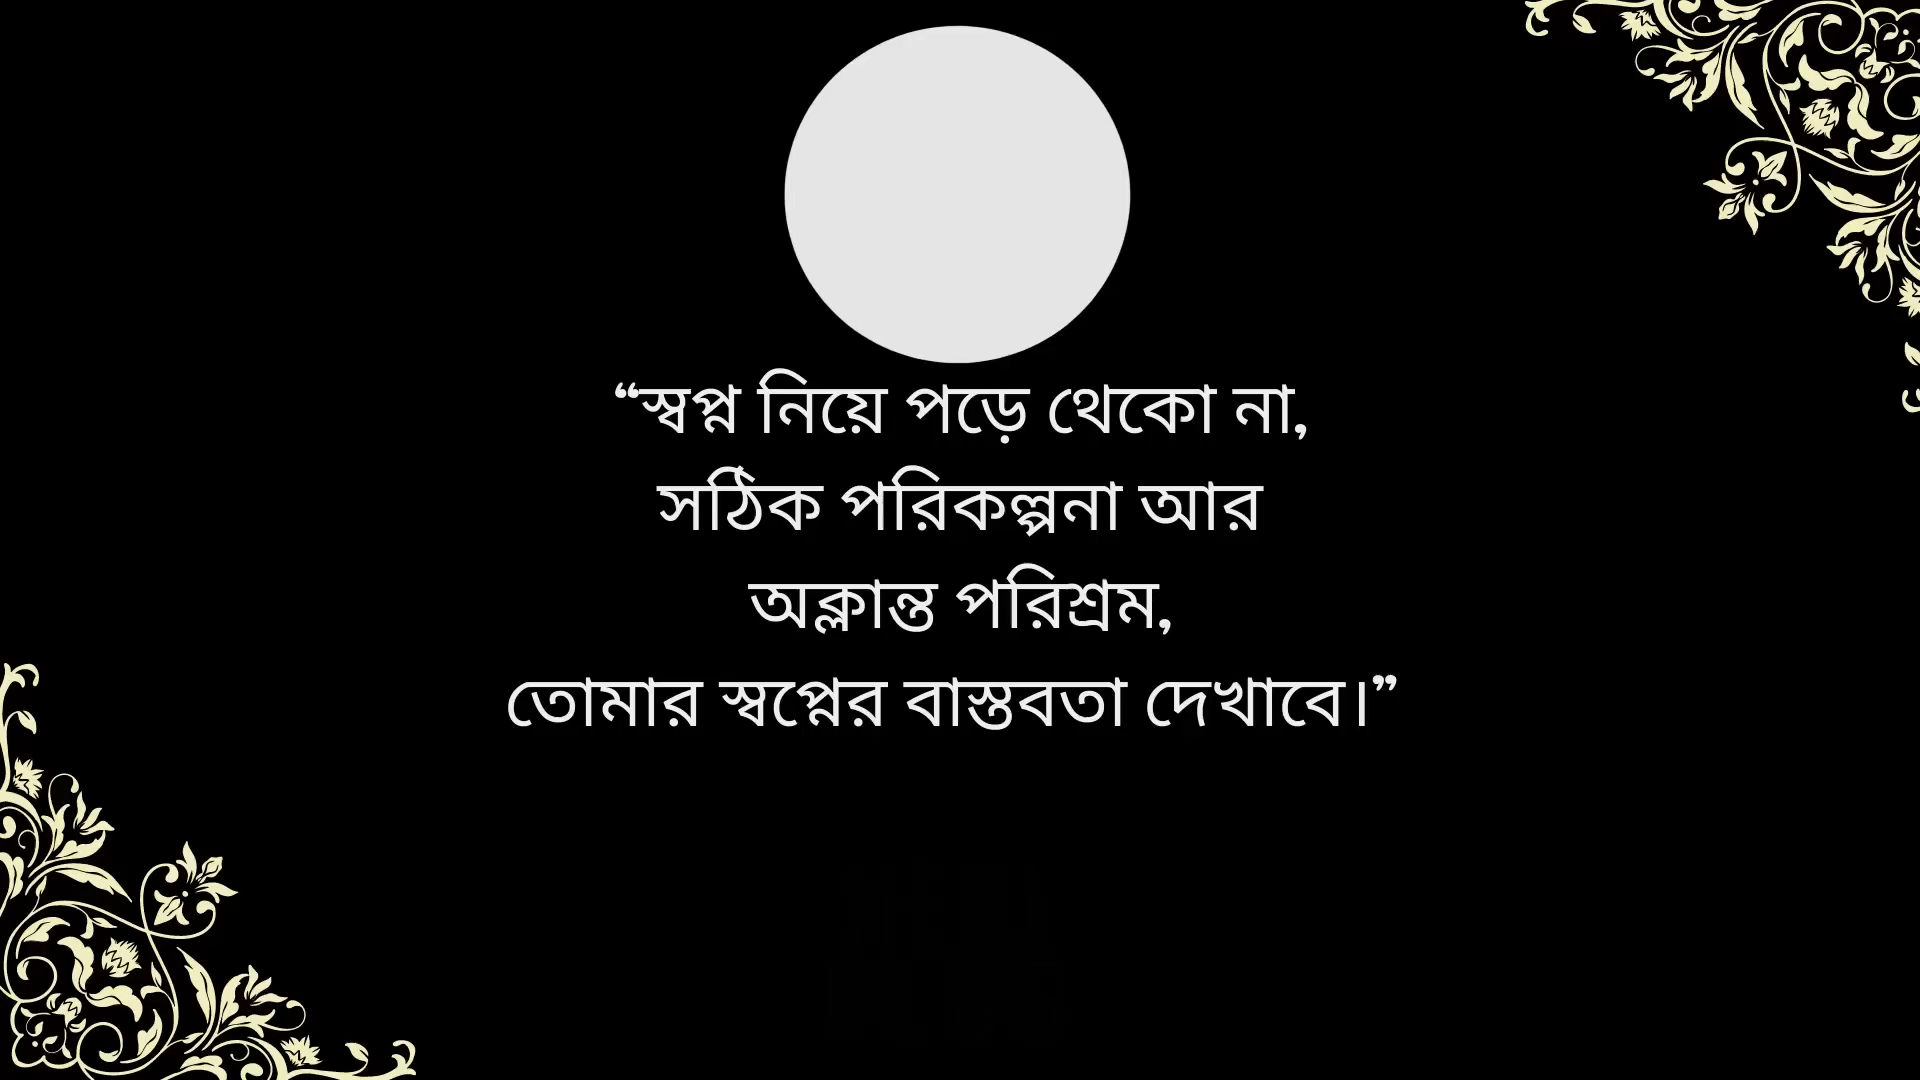 “স্বপ্ন নিয়ে পড়ে থেকো না,
সঠিক পরিকল্পনা আর
অক্লান্ত পরিশ্রম,
তোমার স্বপ্নের বাস্তবতা দেখাবে।”